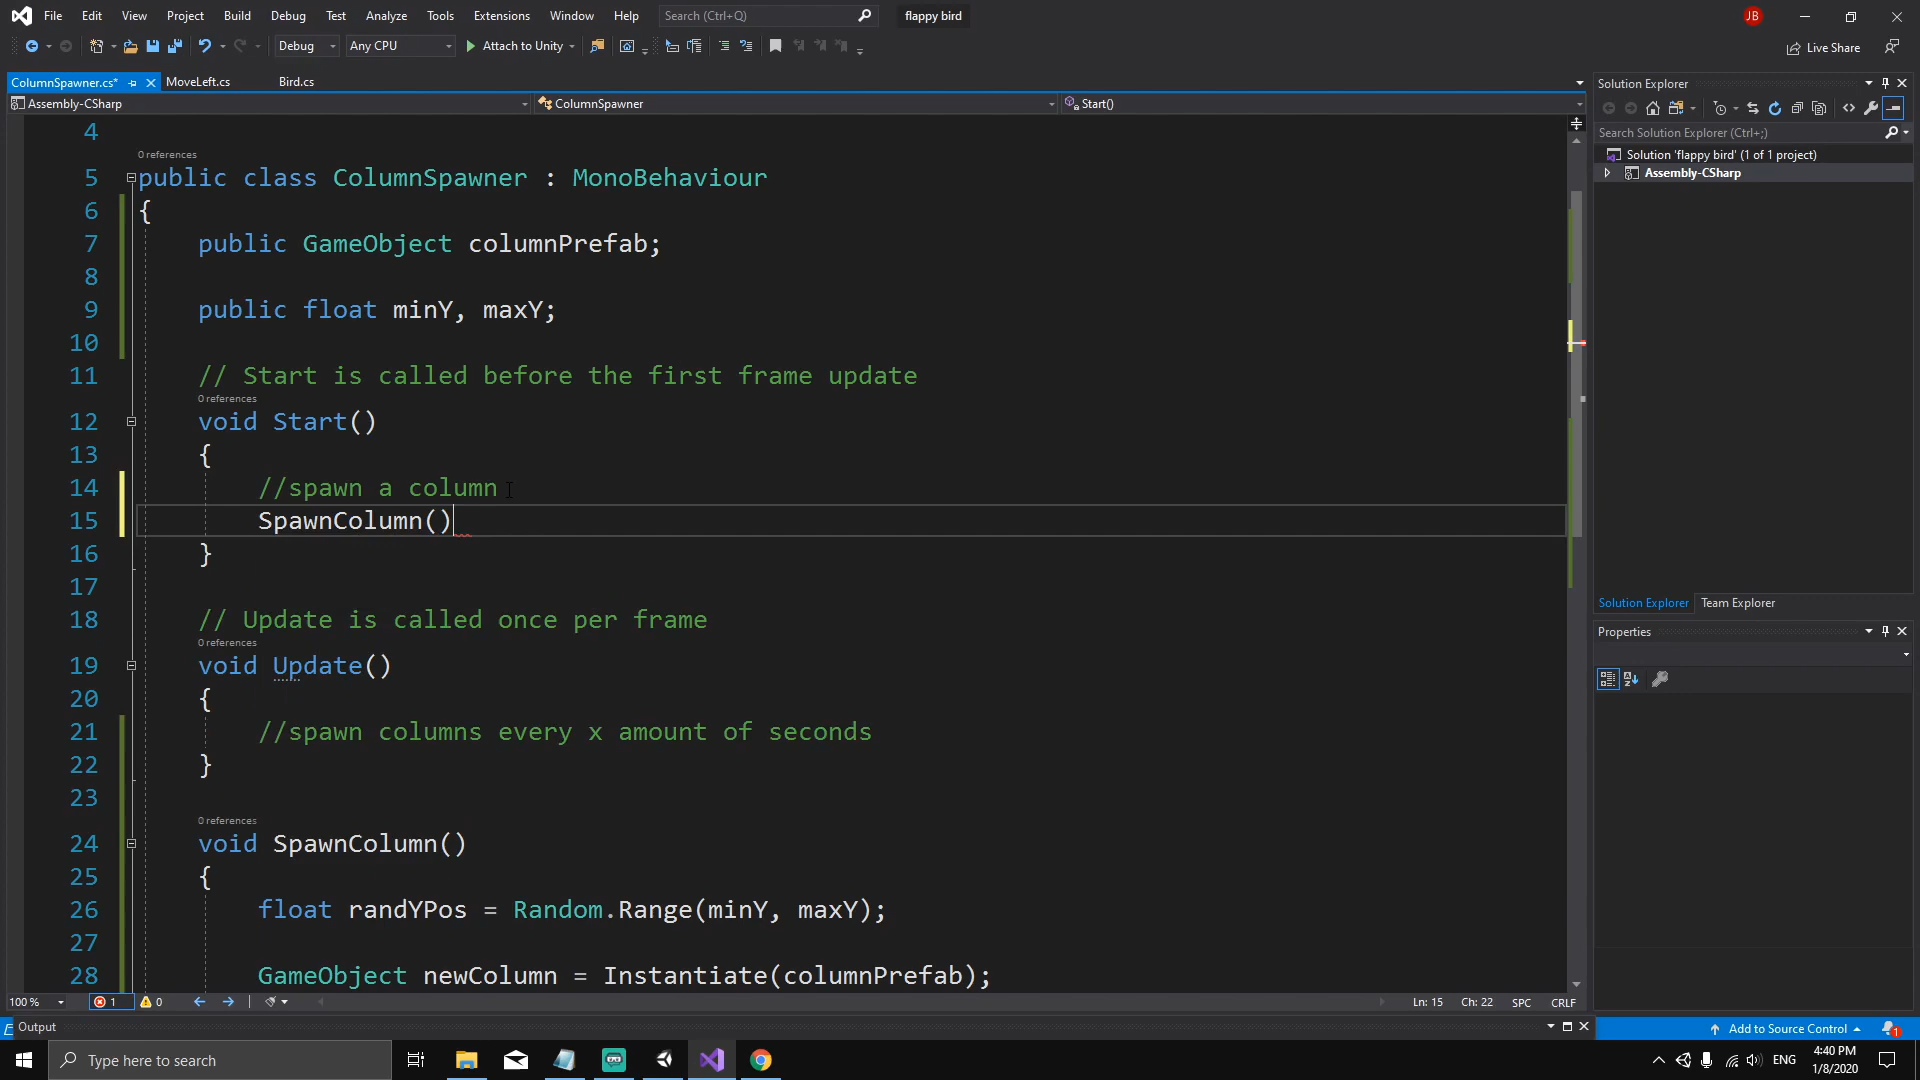 File Edit View Project Build Debug Test Analyze Tools Extensions Window Help Search (Ctrl+Q) flappy bird JB
Debug Any CPU Attach to Unity Live Share
ColumnSpawner.cs* MoveLeft.cs Bird.cs
Assembly-CSharp ColumnSpawner Start()
4
0 references
5 public class ColumnSpawner : MonoBehaviour
6 {
7 public GameObject columnPrefab;
8
9 public float minY, maxY;
10
11 // Start is called before the first frame update
0 references
12 void Start()
13 {
14 //spawn a column
15 SpawnColumn()
16 }
17
18 // Update is called once per frame
0 references
19 void Update()
20 {
21 //spawn columns every x amount of seconds
22 }
23
0 references
24 void SpawnColumn()
25 {
26 float randYPos = Random.Range(minY, maxY);
27
28 GameObject newColumn = Instantiate(columnPrefab);
100 % 1 0 Ln: 15 Ch: 22 SPC CRLF
Output
Solution Explorer
Search Solution Explorer (Ctrl+;)
Solution 'flappy bird' (1 of 1 project)
Assembly-CSharp
Solution Explorer Team Explorer
Properties
Add to Source Control 1
Type here to search
ENG
4:40 PM
1/8/2020